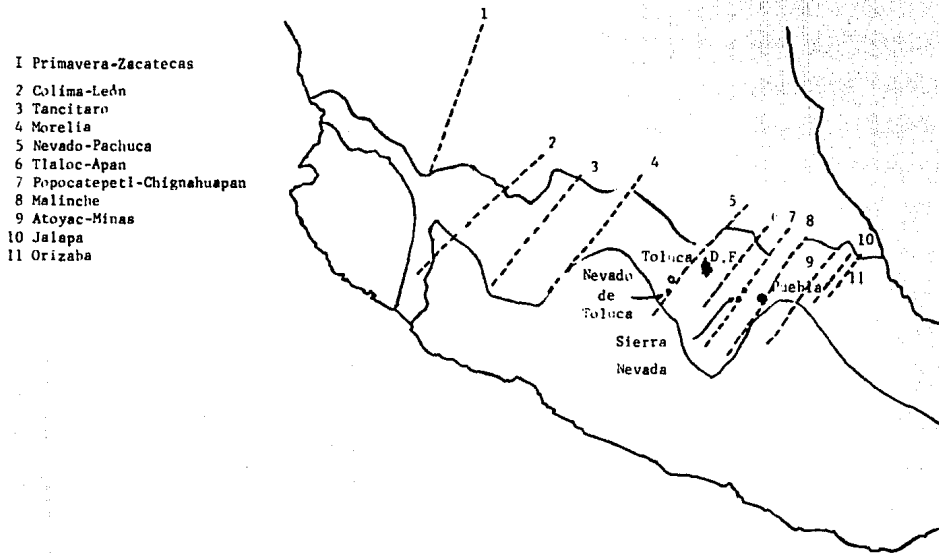 I Primavera-Zacatecas
2 Colima-León
3 Tancitaro
4 Morelia
5 Nevado-Pachuca
6 Tlaloc-Apan
7 Popocatepetl-Chignahuapan
8 Malinche
9 Atoyac-Minas
10 Jalapa
11 Orizaba
1
2
3
4
5
6
7
8
9
10
11
Toluca
D.F.
Nevado
de
Toluca
Puebla
Sierra
Nevada